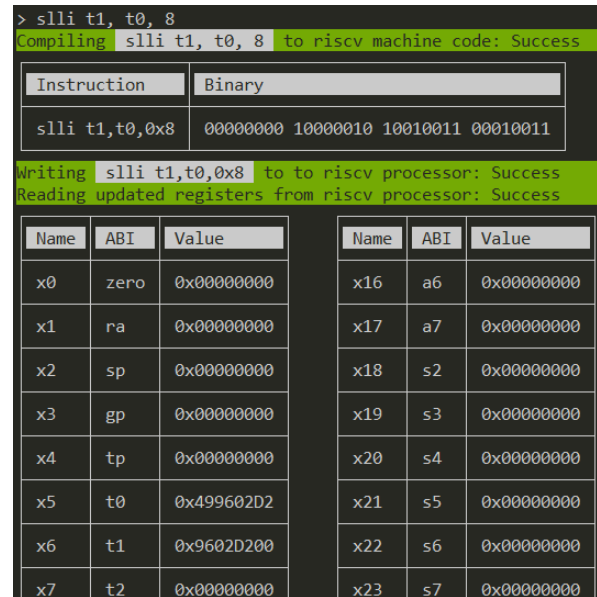 > slli t1, t0, 8
Compiling slli t1, t0, 8 to riscv machine code: Success
Instruction Binary
slli t1,t0,0x8 00000000 10000010 10010011 00010011
Writing slli t1,t0,0x8 to to riscv processor: Success
Reading updated registers from riscv processor: Success
Name ABI Value Name ABI Value
x0 zero 0x00000000 x16 a6 0x00000000
x1 ra 0x00000000 x17 a7 0x00000000
x2 sp 0x00000000 x18 s2 0x00000000
x3 gp 0x00000000 x19 s3 0x00000000
x4 tp 0x00000000 x20 s4 0x00000000
x5 t0 0x499602D2 x21 s5 0x00000000
x6 t1 0x9602D200 x22 s6 0x00000000
x7 t2 0x00000000 x23 s7 0x00000000